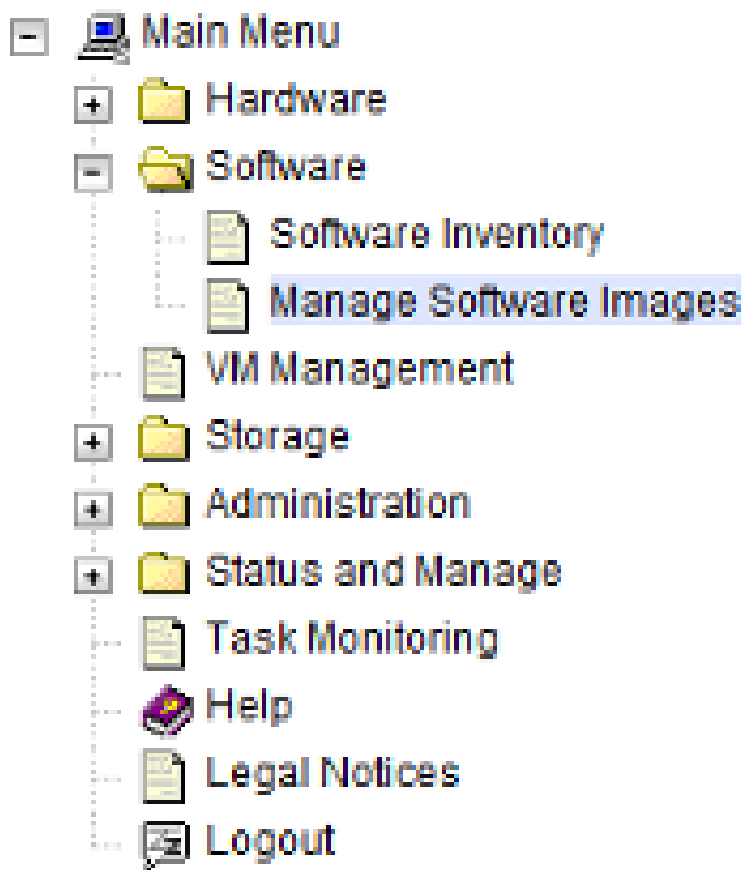 Main Menu
Hardware
Software
Software Inventory
Manage Software Images
VM Management
Storage
Administration
Status and Manage
Task Monitoring
Help
Legal Notices
Logout